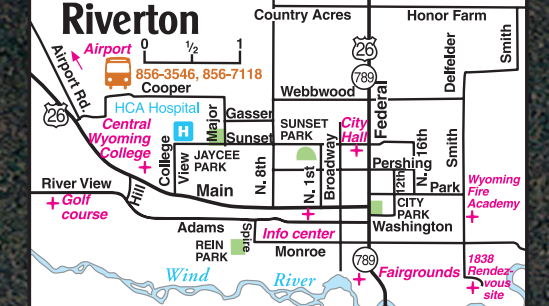 Riverton
Country Acres
Honor Farm
Smith
Airport
0 1/2 1
26
Airport Rd.
856-3546, 856-7118
789
Delfelder
Cooper
Webbwood
HCA Hospital
26
Major
Gasser
Federal
Central
Wyoming
College
H
Sunset
SUNSET
PARK
City
Hall
College
View
JAYCEE
PARK
N. 8th
N. 1st
Broadway
Pershing
12th
N. 16th
Smith
River View
Hill
Main
Park
Wyoming
Fire
Academy
Golf
course
CITY
PARK
Adams
Spire
Info center
Washington
REIN
PARK
Monroe
789
Wind River
Fairgrounds
1838
Rendez-
vous
site